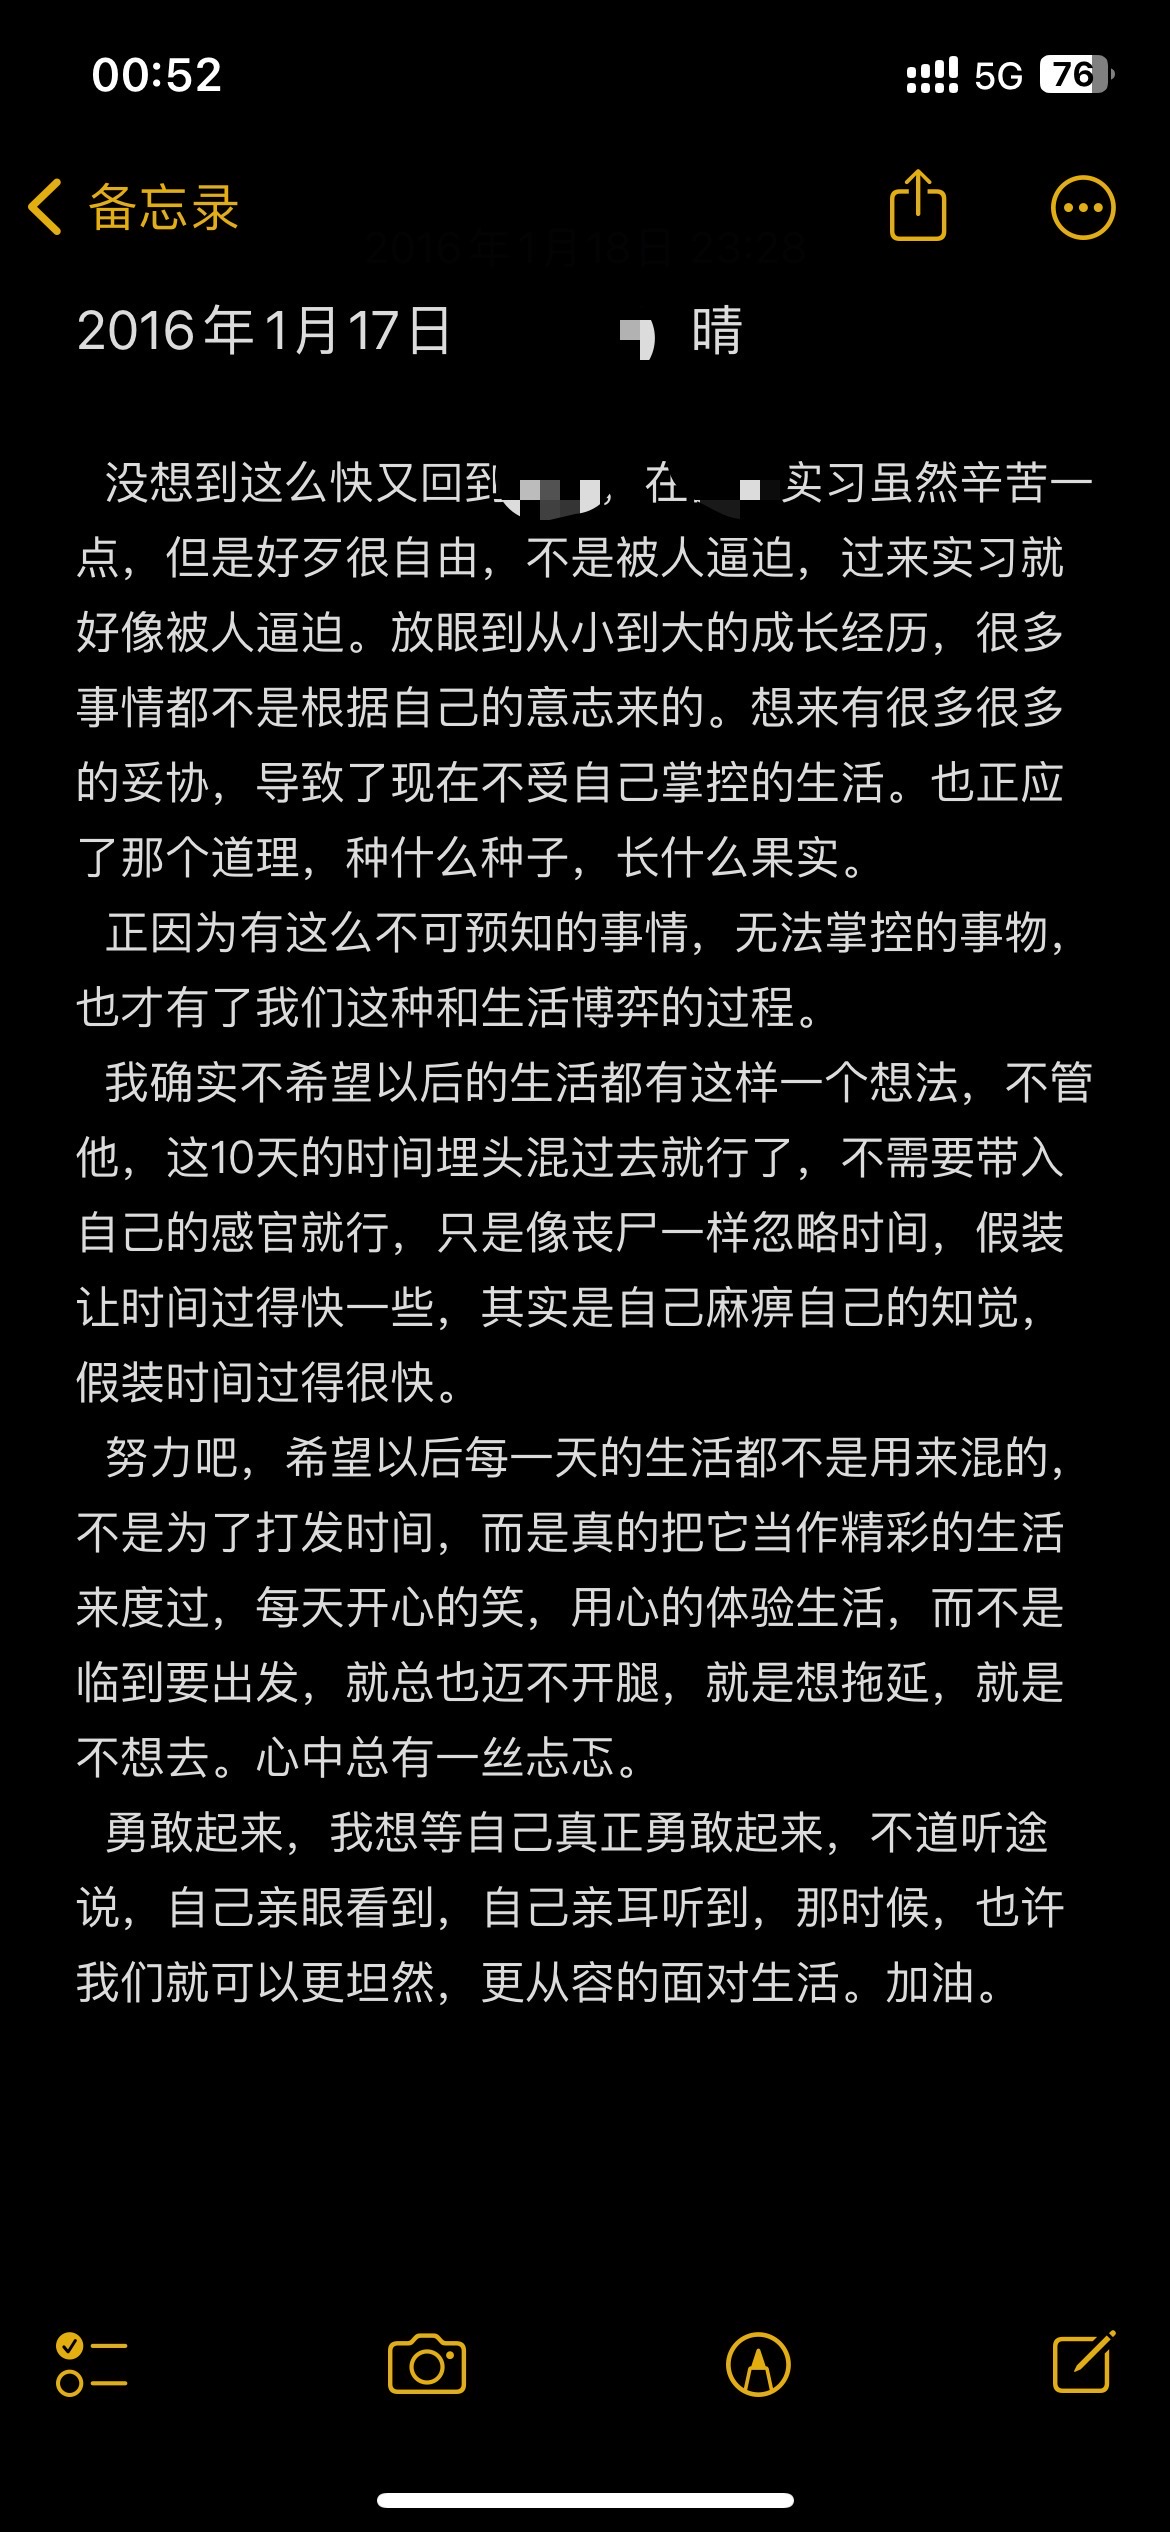 00:52
5G 76
备忘录
2016年1月18日 23:28
2016年1月17日 晴
没想到这么快又回到，在实习虽然辛苦一
点，但是好歹很自由，不是被人逼迫，过来实习就
好像被人逼迫。放眼到从小到大的成长经历，很多
事情都不是根据自己的意志来的。想来有很多很多
的妥协，导致了现在不受自己掌控的生活。也正应
了那个道理，种什么种子，长什么果实。
正因为有这么不可预知的事情，无法掌控的事物，
也才有了我们这种和生活博弈的过程。
我确实不希望以后的生活都有这样一个想法，不管
他，这10天的时间埋头混过去就行了，不需要带入
自己的感官就行，只是像丧尸一样忽略时间，假装
让时间过得快一些，其实是自己麻痹自己的知觉，
假装时间过得很快。
努力吧，希望以后每一天的生活都不是用来混的，
不是为了打发时间，而是真的把它当作精彩的生活
来度过，每天开心的笑，用心的体验生活，而不是
临到要出发，就总也迈不开腿，就是想拖延，就是
不想去。心中总有一丝忐忑。
勇敢起来，我想等自己真正勇敢起来，不道听途
说，自己亲眼看到，自己亲耳听到，那时候，也许
我们就可以更坦然，更从容的面对生活。加油。